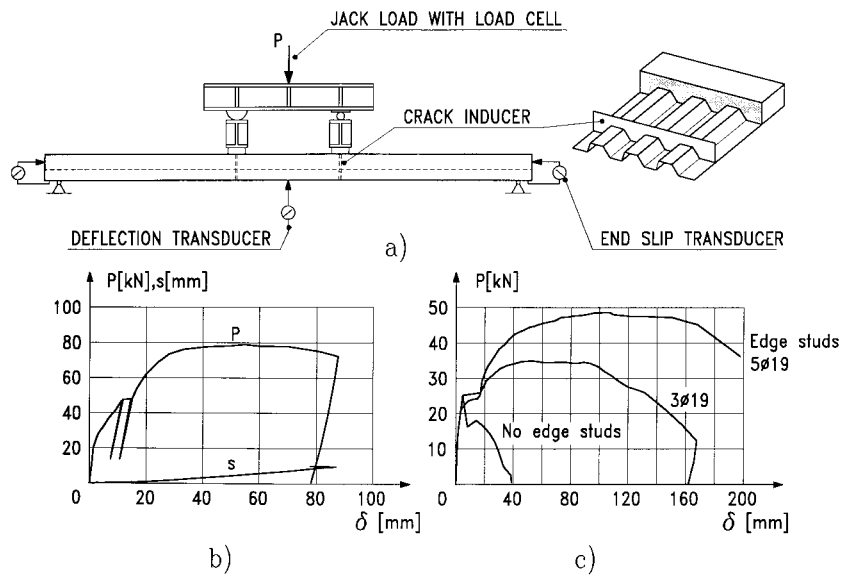 JACK LOAD WITH LOAD CELL
P
CRACK INDUCER
DEFLECTION TRANSDUCER
END SLIP TRANSDUCER
a)
P[kN],s[mm]
100
80
60
40
20
0
20
40
60
80
100
P
s
δ [mm]
b)
P[kN]
50
40
30
20
10
0
40
80
120
160
200
Edge studs
5ø19
3ø19
No edge studs
δ [mm]
c)